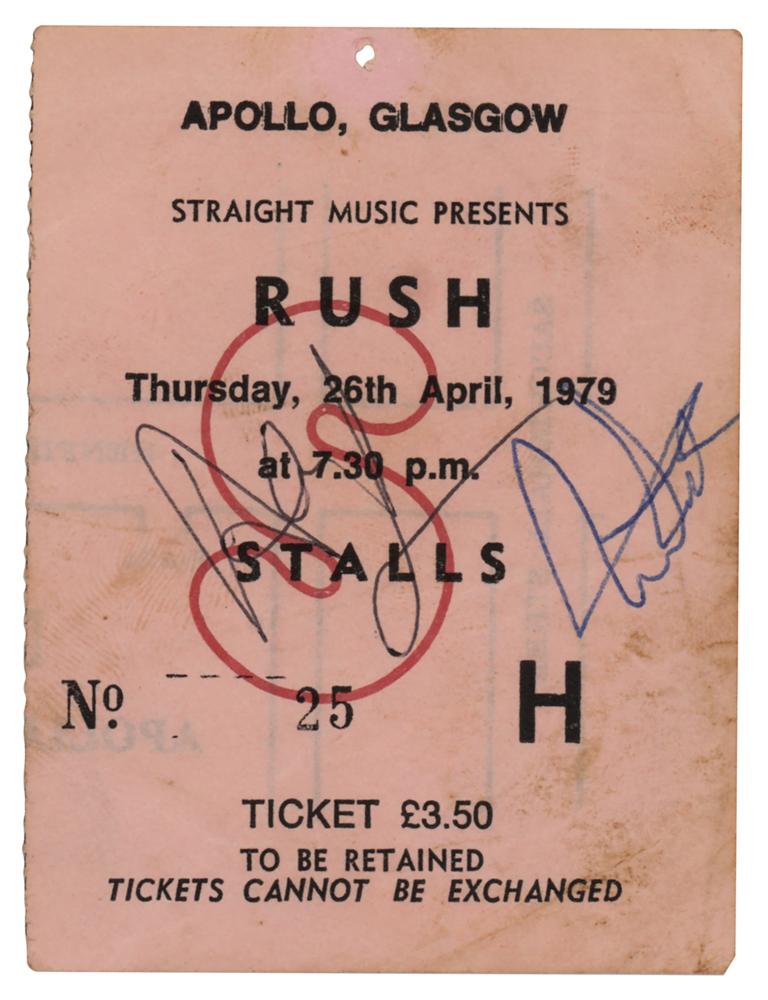 APOLLO, GLASGOW
STRAIGHT MUSIC PRESENTS
RUSH
Thursday, 26th April, 1979
at 7.30 p.m.
STALLS
Nº ---- 25 H
TICKET £3.50
TO BE RETAINED
TICKETS CANNOT BE EXCHANGED